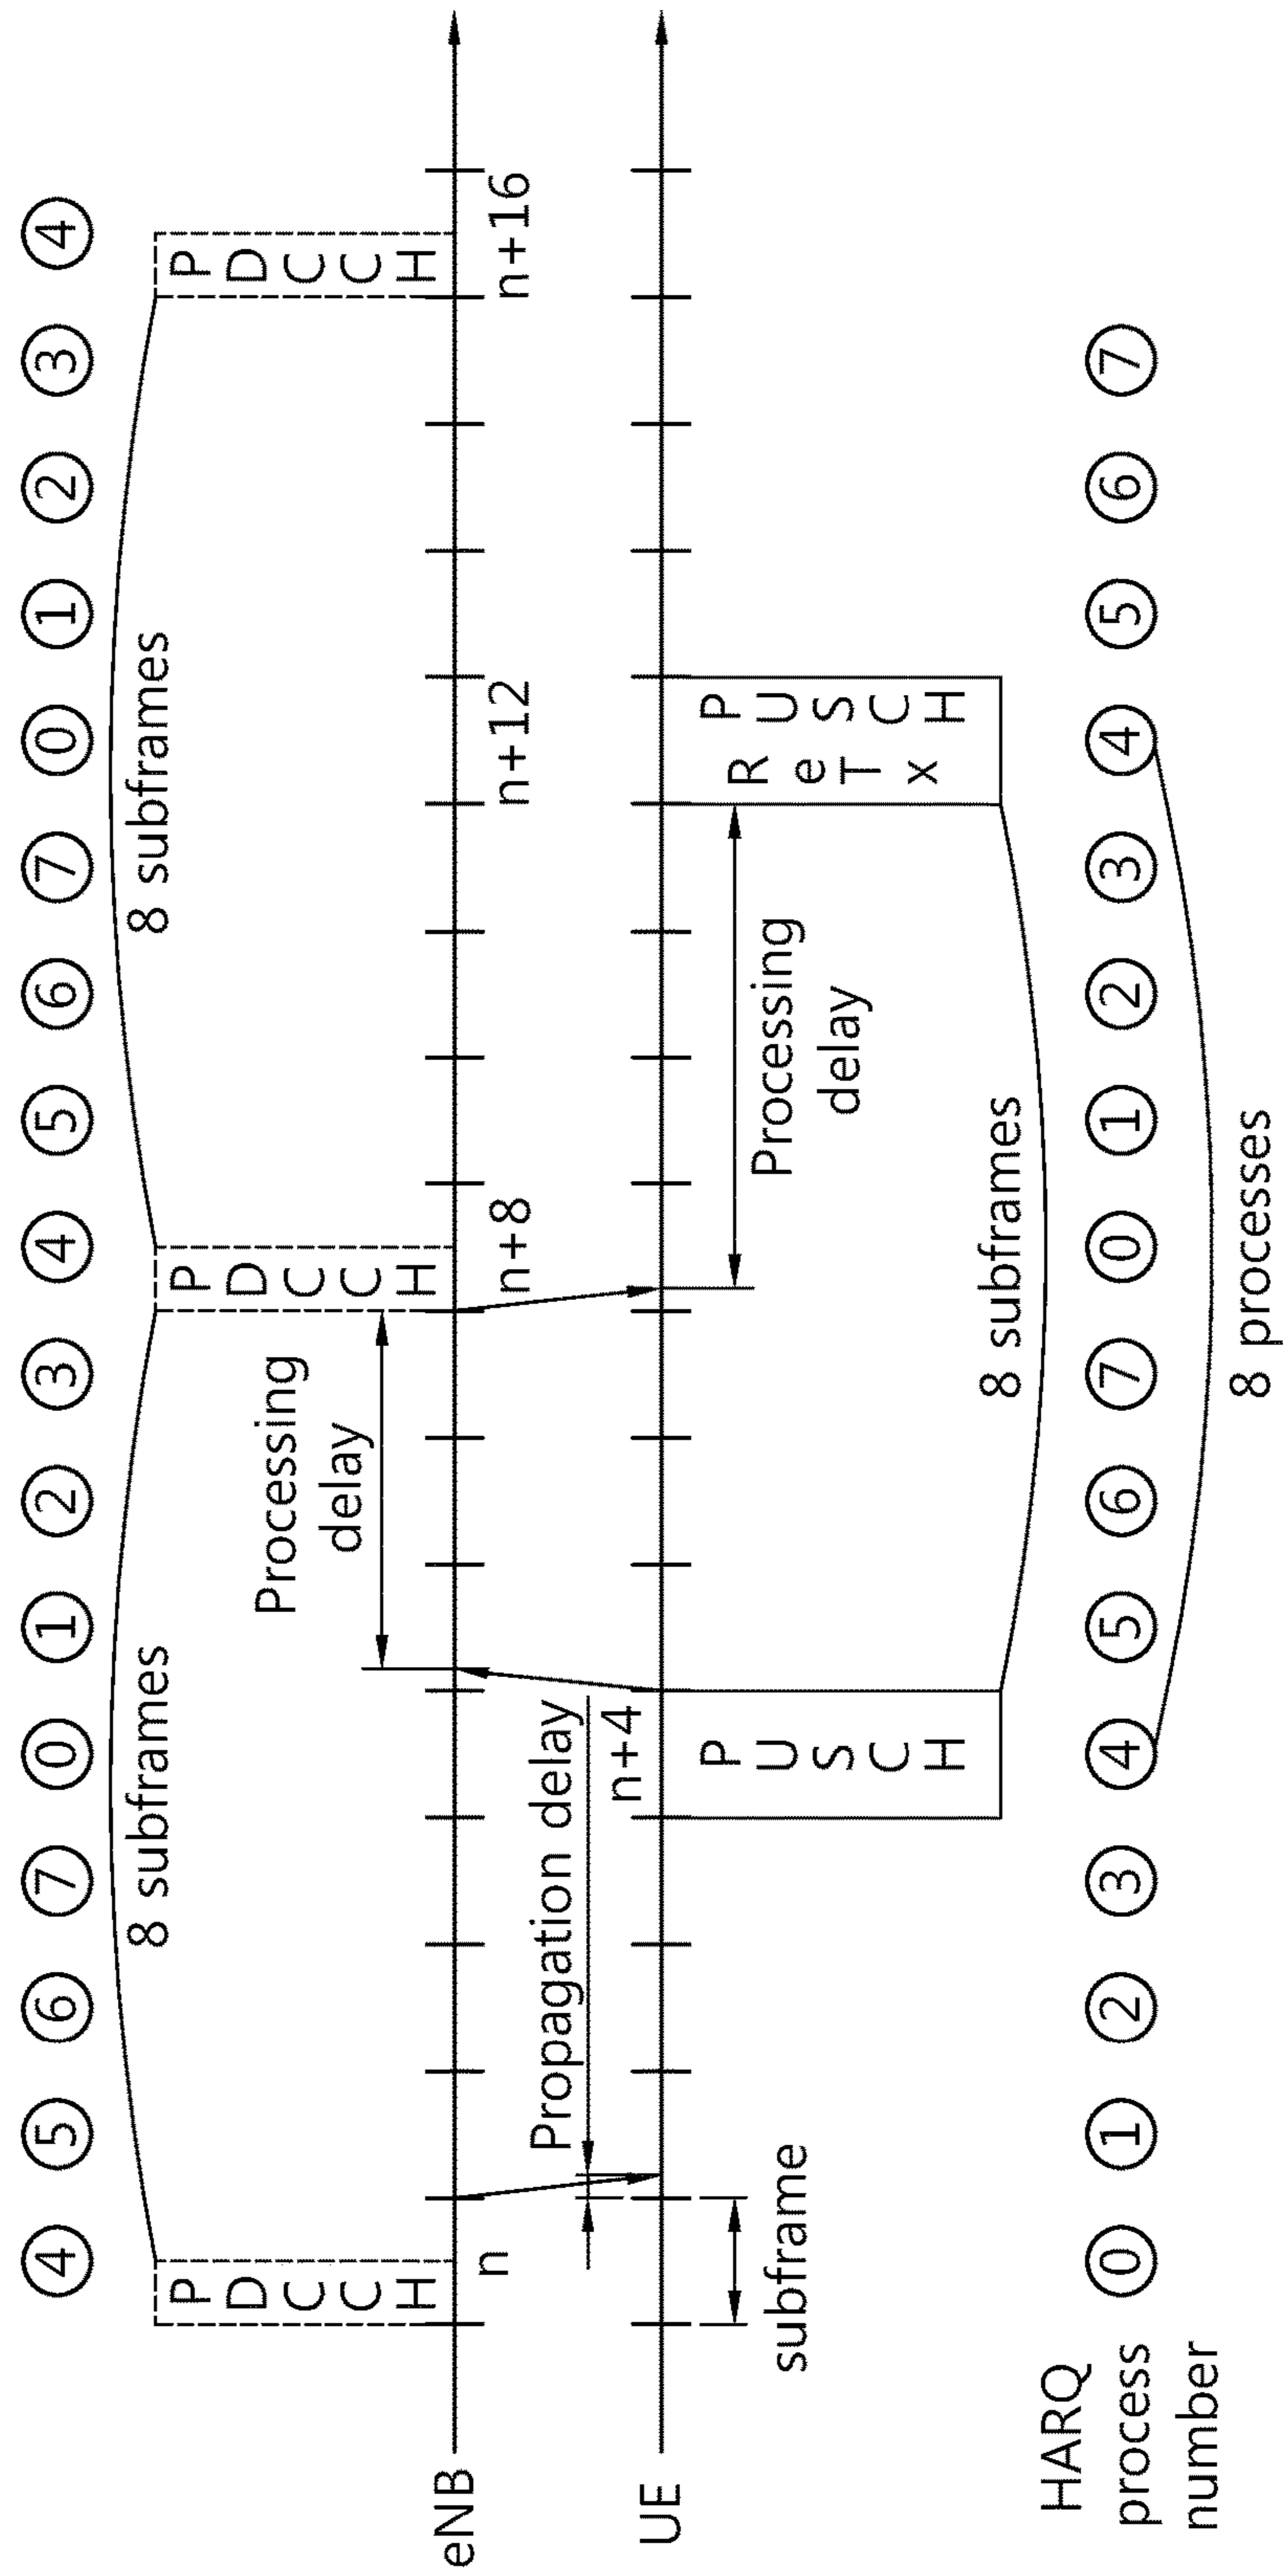 4 5 6 7 0 1 2 3 4 5 6 7 0 1 2 3 4
8 subframes
8 subframes
PDCCH
PDCCH
PDCCH
Processing
delay
eNB
n
n+8
n+12
n+16
Propagation delay
n+4
UE
subframe
PUSCH
PUSCH
ReTx
Processing
delay
8 subframes
HARQ
process
number
0 1 2 3 4 5 6 7 0 1 2 3 4 5 6 7
8 processes